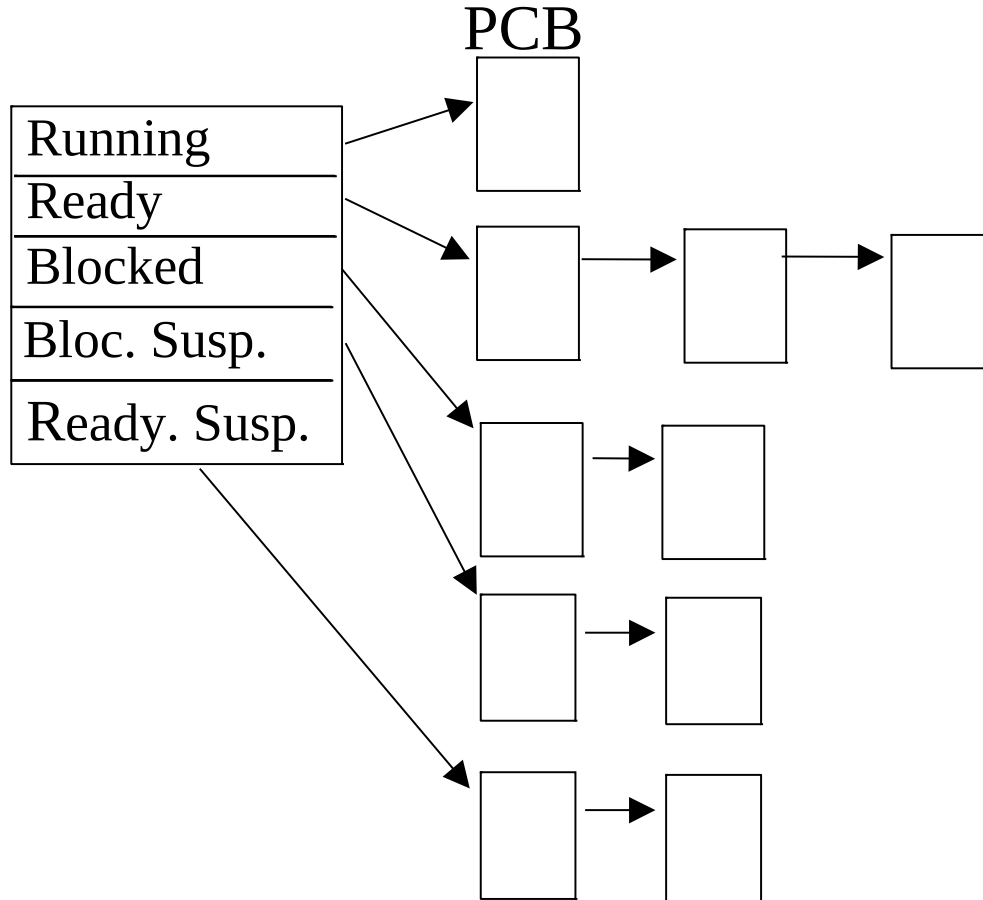 PCB
Running
Ready
Blocked
Bloc. Susp.
Ready. Susp.